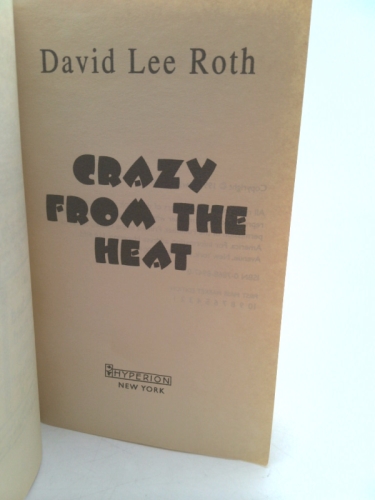 David Lee Roth
CRAZY
FROM THE
HEAT
HYPERION
NEW YORK